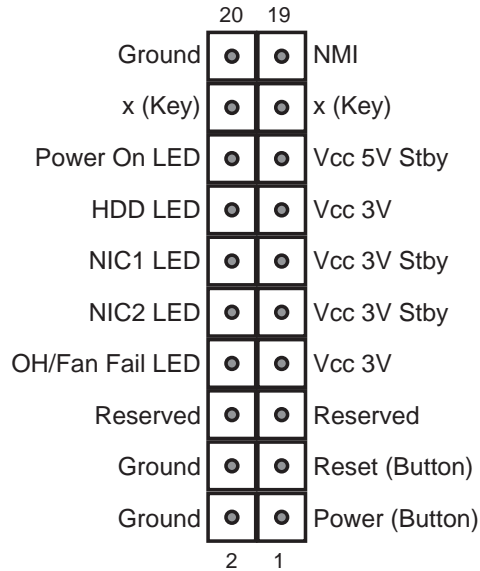 20 19
Ground NMI
x (Key) x (Key)
Power On LED Vcc 5V Stby
HDD LED Vcc 3V
NIC1 LED Vcc 3V Stby
NIC2 LED Vcc 3V Stby
OH/Fan Fail LED Vcc 3V
Reserved Reserved
Ground Reset (Button)
Ground Power (Button)
2 1